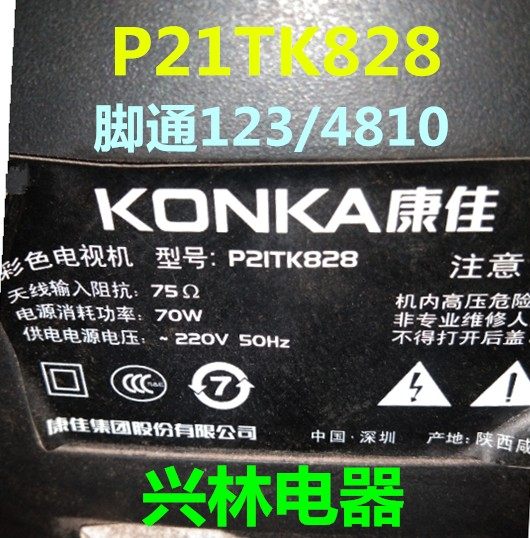 P21TK828
脚通123/4810
KONKA康佳
彩色电视机 型号: P21TK828
注意
天线输入阻抗: 75Ω
电源消耗功率: 70W
供电电源电压: ~220V 50Hz
机内高压危险
非专业维修人
不得打开后盖
CCC
S&E
7
康佳集团股份有限公司
中国·深圳 产地:陕西咸
兴林电器